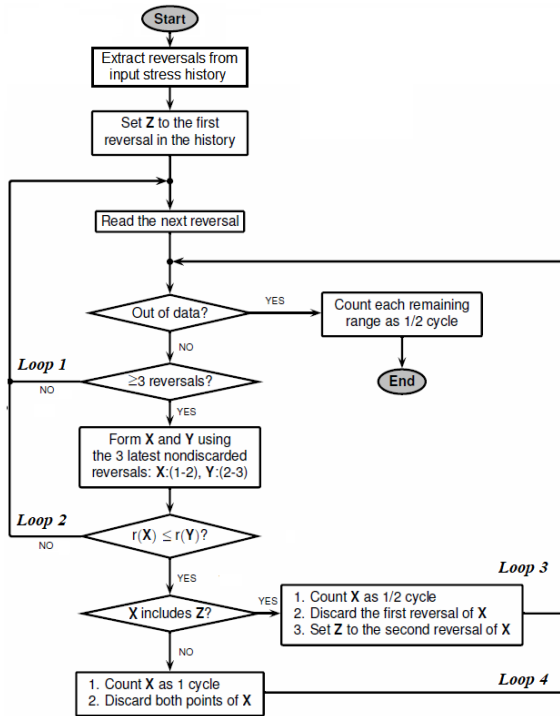 Start
Extract reversals from
input stress history
Set Z to the first
reversal in the history
Read the next reversal
Out of data?
YES
Count each remaining
range as 1/2 cycle
NO
End
Loop 1
≥3 reversals?
NO
YES
Form X and Y using
the 3 latest nondiscarded
reversals: X:(1-2), Y:(2-3)
Loop 2
r(X) ≤ r(Y)?
NO
YES
Loop 3
X includes Z?
YES
1. Count X as 1/2 cycle
2. Discard the first reversal of X
3. Set Z to the second reversal of X
NO
1. Count X as 1 cycle
2. Discard both points of X
Loop 4